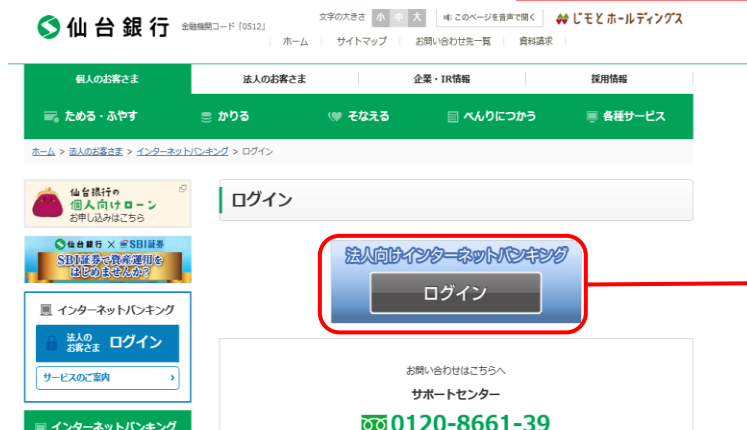 仙台銀行 金融機関コード「0512」
文字の大きさ 小 中 大 このページを音声で聞く じもとホールディングス
ホーム サイトマップ お問い合わせ先一覧 資料請求
個人のお客さま 法人のお客さま 企業・IR情報 採用情報
ためる・ふやす かりる そなえる べんりにつかう 各種サービス
ホーム > 法人のお客さま > インターネットバンキング > ログイン
仙台銀行の
個人向けローン
お申し込みはこちら
仙台銀行 × SBI証券
SBI証券で資産運用を
はじめませんか?
インターネットバンキング
法人の
お客さま ログイン
サービスのご案内
インターネットバンキング
ログイン
法人向けインターネットバンキング
ログイン
お問い合わせはこちらへ
サポートセンター
0120-8661-39